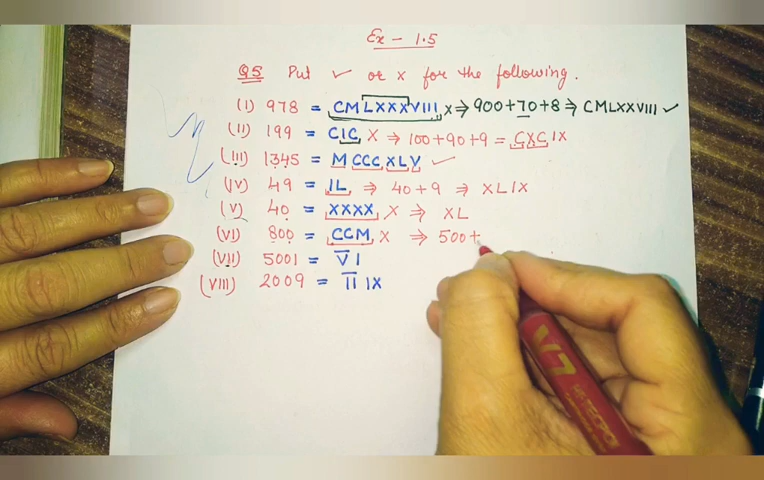 Ex - 1.5
Q5 Put ✓ or x for the following.
(I) 978 = CMLXXXVIII X ⇒ 900+70+8 ⇒ CMLXXVIII ✓
(II) 199 = CIC X ⇒ 100+90+9 = CXCIX
(III) 1345 = MCCCXLV ✓
(IV) 49 = IL ⇒ 40+9 ⇒ XLIX
(V) 40 = XXXX X ⇒ XL
(VI) 800 = CCM X ⇒ 500+
(VII) 5001 = V̅I
(VIII) 2009 = I̅I̅IX
V7